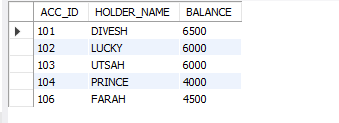 ACC_ID HOLDER_NAME BALANCE
101 DIVESH 6500
102 LUCKY 6000
103 UTSAH 6000
104 PRINCE 4000
106 FARAH 4500